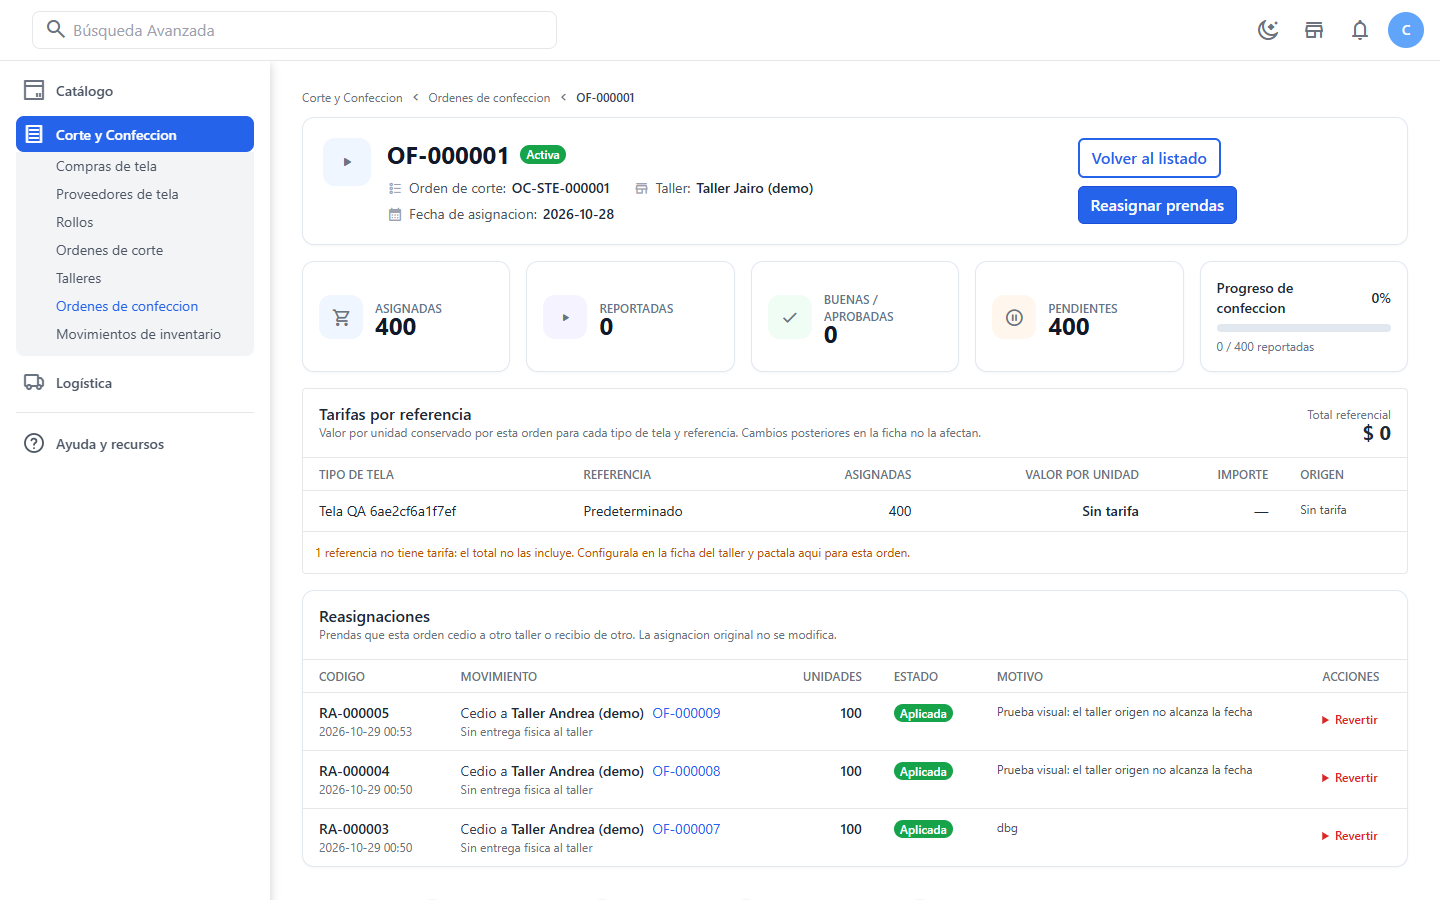 Búsqueda Avanzada
C
Catálogo
Corte y Confeccion
Compras de tela
Proveedores de tela
Rollos
Ordenes de corte
Talleres
Ordenes de confeccion
Movimientos de inventario
Logística
Ayuda y recursos
Corte y Confeccion < Ordenes de confeccion < OF-000001
OF-000001 Activa
Orden de corte: OC-STE-000001 Taller: Taller Jairo (demo)
Fecha de asignacion: 2026-10-28
Volver al listado
Reasignar prendas
ASIGNADAS
400
REPORTADAS
0
BUENAS /
APROBADAS
0
PENDIENTES
400
Progreso de
confeccion
0%
0 / 400 reportadas
Tarifas por referencia
Valor por unidad conservado por esta orden para cada tipo de tela y referencia. Cambios posteriores en la ficha no la afectan.
Total referencial
$ 0
TIPO DE TELA REFERENCIA ASIGNADAS VALOR POR UNIDAD IMPORTE ORIGEN
Tela QA 6ae2cf6a1f7ef Predeterminado 400 Sin tarifa — Sin tarifa
1 referencia no tiene tarifa: el total no las incluye. Configurala en la ficha del taller y pactala aqui para esta orden.
Reasignaciones
Prendas que esta orden cedio a otro taller o recibio de otro. La asignacion original no se modifica.
CODIGO MOVIMIENTO UNIDADES ESTADO MOTIVO ACCIONES
RA-000005 Cedio a Taller Andrea (demo) OF-000009 100 Aplicada Prueba visual: el taller origen no alcanza la fecha Revertir
2026-10-29 00:53 Sin entrega fisica al taller
RA-000004 Cedio a Taller Andrea (demo) OF-000008 100 Aplicada Prueba visual: el taller origen no alcanza la fecha Revertir
2026-10-29 00:50 Sin entrega fisica al taller
RA-000003 Cedio a Taller Andrea (demo) OF-000007 100 Aplicada dbg Revertir
2026-10-29 00:50 Sin entrega fisica al taller